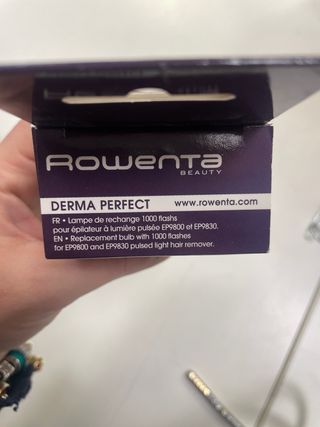 Rowenta
BEAUTY
DERMA PERFECT www.rowenta.com
FR • Lampe de rechange 1000 flashs
pour épilateur à lumière pulsée EP9800 et EP9830.
EN • Replacement bulb with 1000 flashes
for EP9800 and EP9830 pulsed light hair remover.